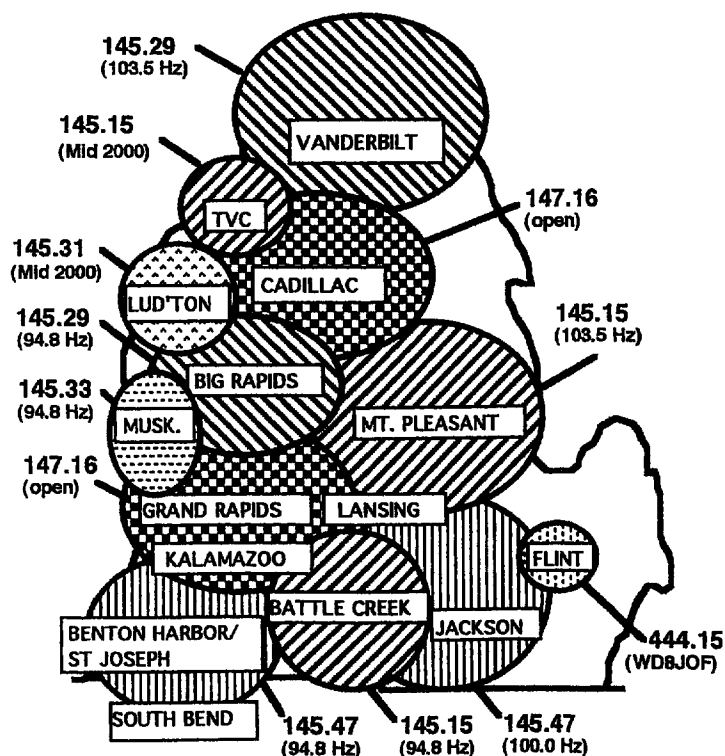 145.29
(103.5 Hz)
VANDERBILT
145.15
(Mid 2000)
TVC
147.16
(open)
145.31
(Mid 2000)
LUD'TON
CADILLAC
145.29
(94.8 Hz)
145.15
(103.5 Hz)
BIG RAPIDS
145.33
(94.8 Hz)
MUSK.
MT. PLEASANT
147.16
(open)
GRAND RAPIDS
LANSING
KALAMAZOO
FLINT
BATTLE CREEK
BENTON HARBOR/
ST JOSEPH
JACKSON
444.15
(WD8JOF)
SOUTH BEND
145.47
(94.8 Hz)
145.15
(94.8 Hz)
145.47
(100.0 Hz)